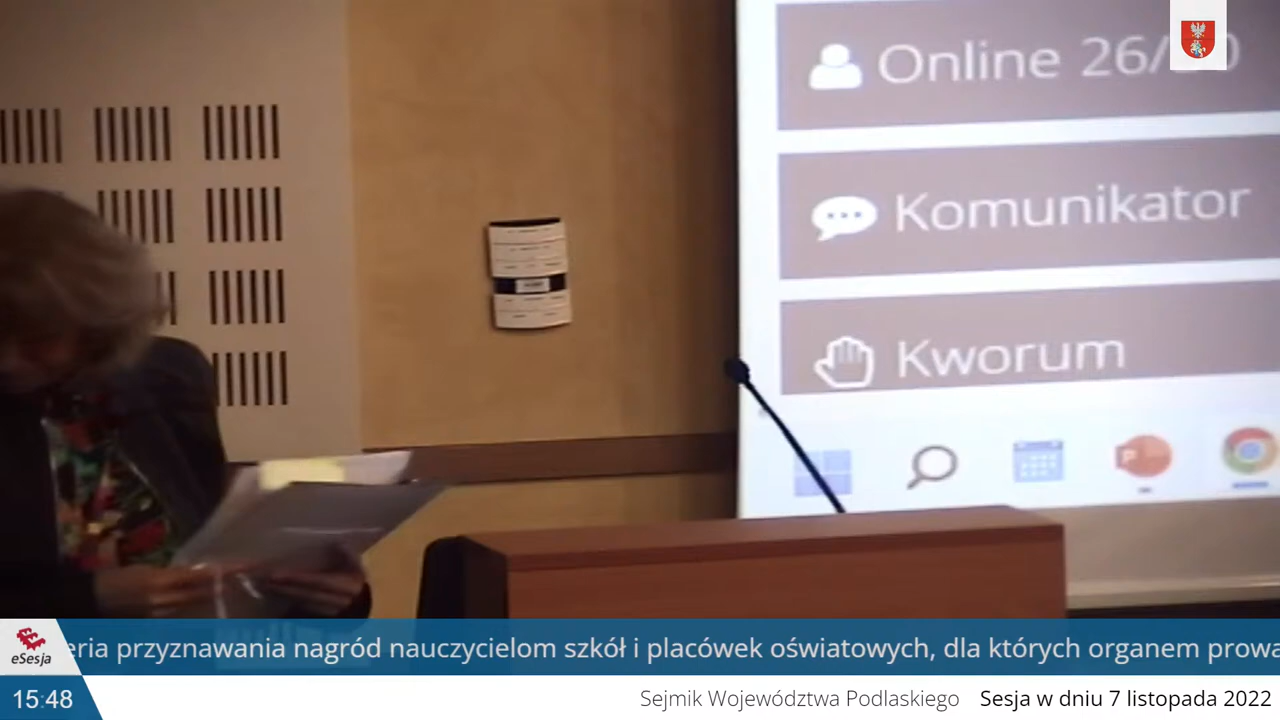 Online 26/
Komunikator
Kworum
eSesja
eria przyznawania nagród nauczycielom szkół i placówek oświatowych, dla których organem prowa
15:48
Sejmik Województwa Podlaskiego
Sesja w dniu 7 listopada 2022